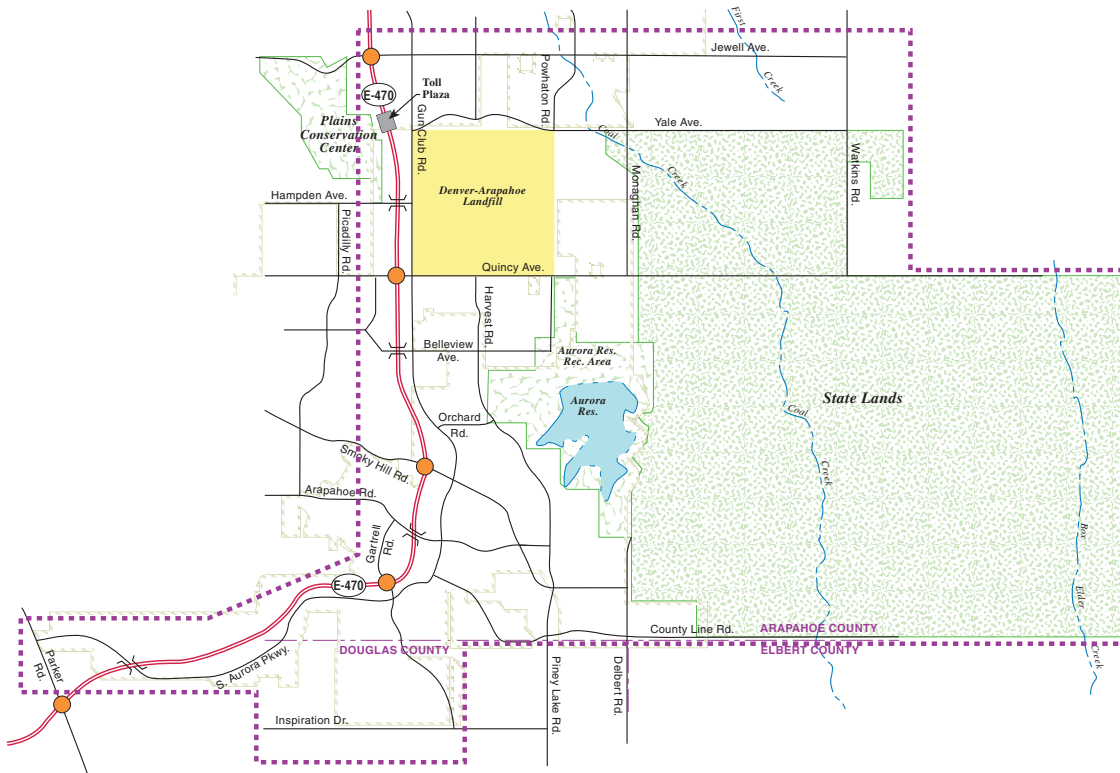 First
Creek
Jewell Ave.
Powhaton Rd.
E-470
Toll
Plaza
Gun Club Rd.
Plains
Conservation
Center
Coal
Creek
Yale Ave.
Watkins Rd.
Monaghan Rd.
Denver-Arapahoe
Landfill
Hampden Ave.
Picadilly Rd.
Quincy Ave.
Harvest Rd.
Belleview
Ave.
Aurora Res.
Rec. Area
Aurora
Res.
State Lands
Coal
Creek
Orchard
Rd.
Smoky Hill Rd.
Arapahoe Rd.
Gartrell
Rd.
Box
Elder
Creek
E-470
County Line Rd.
ARAPAHOE COUNTY
ELBERT COUNTY
DOUGLAS COUNTY
Parker
Rd.
S. Aurora Pkwy.
Piney Lake Rd.
Delbert Rd.
Inspiration Dr.